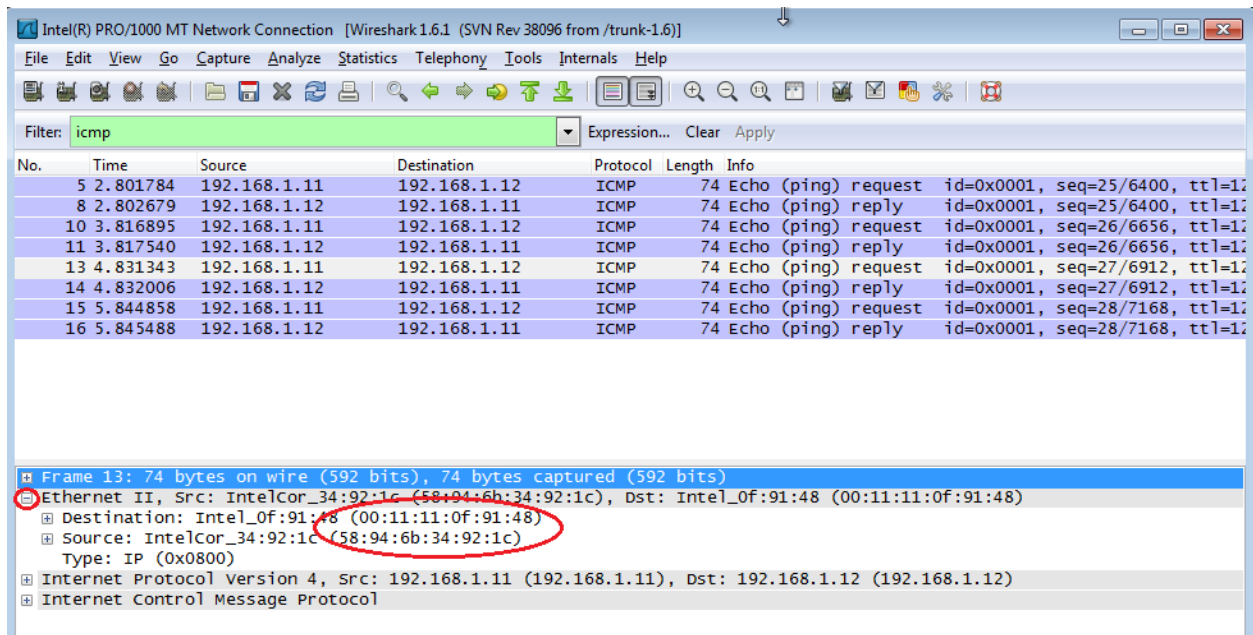 Intel(R) PRO/1000 MT Network Connection [Wireshark 1.6.1 (SVN Rev 38096 from /trunk-1.6)]
File Edit View Go Capture Analyze Statistics Telephony Tools Internals Help
Filter: icmp Expression... Clear Apply
No. Time Source Destination Protocol Length Info
5 2.801784 192.168.1.11 192.168.1.12 ICMP 74 Echo (ping) request id=0x0001, seq=25/6400, ttl=12
8 2.802679 192.168.1.12 192.168.1.11 ICMP 74 Echo (ping) reply id=0x0001, seq=25/6400, ttl=12
10 3.816895 192.168.1.11 192.168.1.12 ICMP 74 Echo (ping) request id=0x0001, seq=26/6656, ttl=12
11 3.817540 192.168.1.12 192.168.1.11 ICMP 74 Echo (ping) reply id=0x0001, seq=26/6656, ttl=12
13 4.831343 192.168.1.11 192.168.1.12 ICMP 74 Echo (ping) request id=0x0001, seq=27/6912, ttl=12
14 4.832006 192.168.1.12 192.168.1.11 ICMP 74 Echo (ping) reply id=0x0001, seq=27/6912, ttl=12
15 5.844858 192.168.1.11 192.168.1.12 ICMP 74 Echo (ping) request id=0x0001, seq=28/7168, ttl=12
16 5.845488 192.168.1.12 192.168.1.11 ICMP 74 Echo (ping) reply id=0x0001, seq=28/7168, ttl=12
Frame 13: 74 bytes on wire (592 bits), 74 bytes captured (592 bits)
Ethernet II, Src: IntelCor_34:92:1c (58:94:6b:34:92:1c), Dst: Intel_0f:91:48 (00:11:11:0f:91:48)
Destination: Intel_0f:91:48 (00:11:11:0f:91:48)
Source: IntelCor_34:92:1c (58:94:6b:34:92:1c)
Type: IP (0x0800)
Internet Protocol Version 4, Src: 192.168.1.11 (192.168.1.11), Dst: 192.168.1.12 (192.168.1.12)
Internet Control Message Protocol